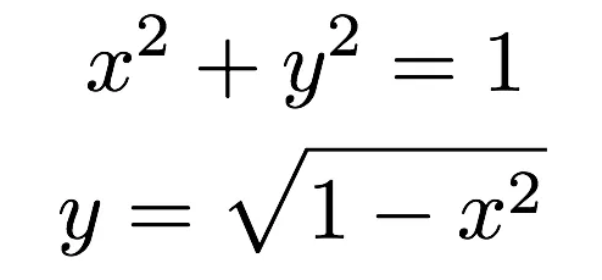 x² + y² = 1
y = √(1 − x²)